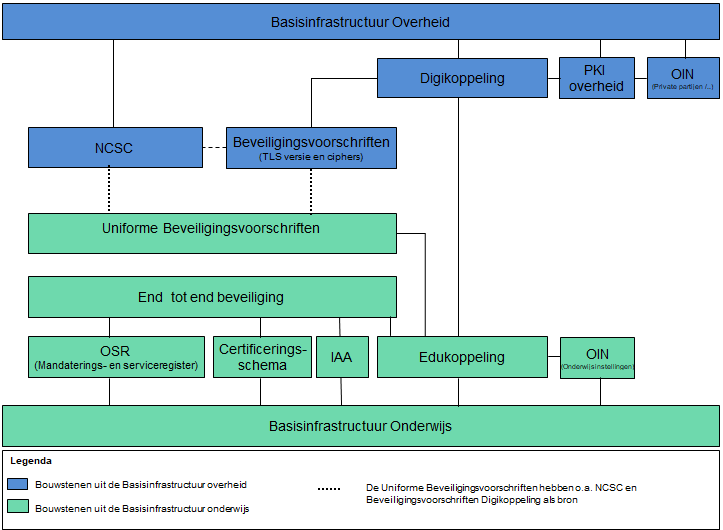 Basisinfrastructuur Overheid
Digikoppeling
PKI
overheid
OIN
(Private partijen /..)
NCSC
Beveiligingsvoorschriften
(TLS versie en ciphers)
Uniforme Beveiligingsvoorschriften
End tot end beveiliging
OSR
(Mandaterings- en serviceregister)
Certificerings-
schema
IAA
Edukoppeling
OIN
(Onderwijsinstellingen)
Basisinfrastructuur Onderwijs
Legenda
Bouwstenen uit de Basisinfrastructuur overheid
Bouwstenen uit de Basisinfrastructuur onderwijs
De Uniforme Beveiligingsvoorschriften hebben o.a. NCSC en
Beveiligingsvoorschriften Digikoppeling als bron